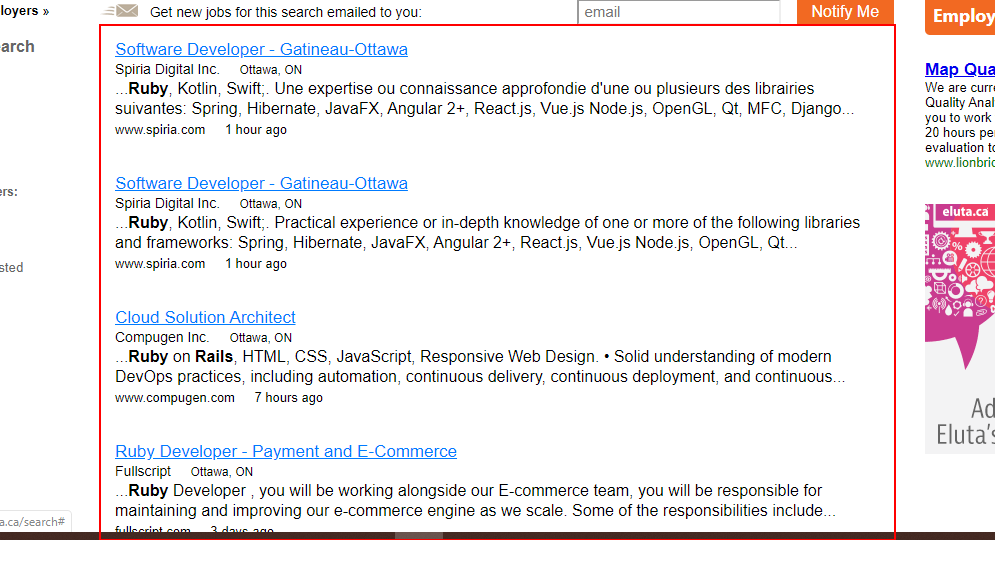 loyers »
Get new jobs for this search emailed to you:
email
Notify Me
Employ
earch
Software Developer - Gatineau-Ottawa
Spiria Digital Inc. Ottawa, ON
...Ruby, Kotlin, Swift;. Une expertise ou connaissance approfondie d'une ou plusieurs des librairies
suivantes: Spring, Hibernate, JavaFX, Angular 2+, React.js, Vue.js Node.js, OpenGL, Qt, MFC, Django...
www.spiria.com 1 hour ago
Software Developer - Gatineau-Ottawa
Spiria Digital Inc. Ottawa, ON
...Ruby, Kotlin, Swift;. Practical experience or in-depth knowledge of one or more of the following libraries
and frameworks: Spring, Hibernate, JavaFX, Angular 2+, React.js, Vue.js Node.js, OpenGL, Qt...
www.spiria.com 1 hour ago
Cloud Solution Architect
Compugen Inc. Ottawa, ON
...Ruby on Rails, HTML, CSS, JavaScript, Responsive Web Design. • Solid understanding of modern
DevOps practices, including automation, continuous delivery, continuous deployment, and continuous...
www.compugen.com 7 hours ago
Ruby Developer - Payment and E-Commerce
Fullscript Ottawa, ON
...Ruby Developer , you will be working alongside our E-commerce team, you will be responsible for
maintaining and improving our e-commerce engine as we scale. Some of the responsibilities include...
fullscript.com 3 days ago
ers:
sted
a.ca/search#
Map Qua
We are curre
Quality Anal
you to work
20 hours pe
evaluation to
www.lionbric
eluta.ca
Ad
Eluta's